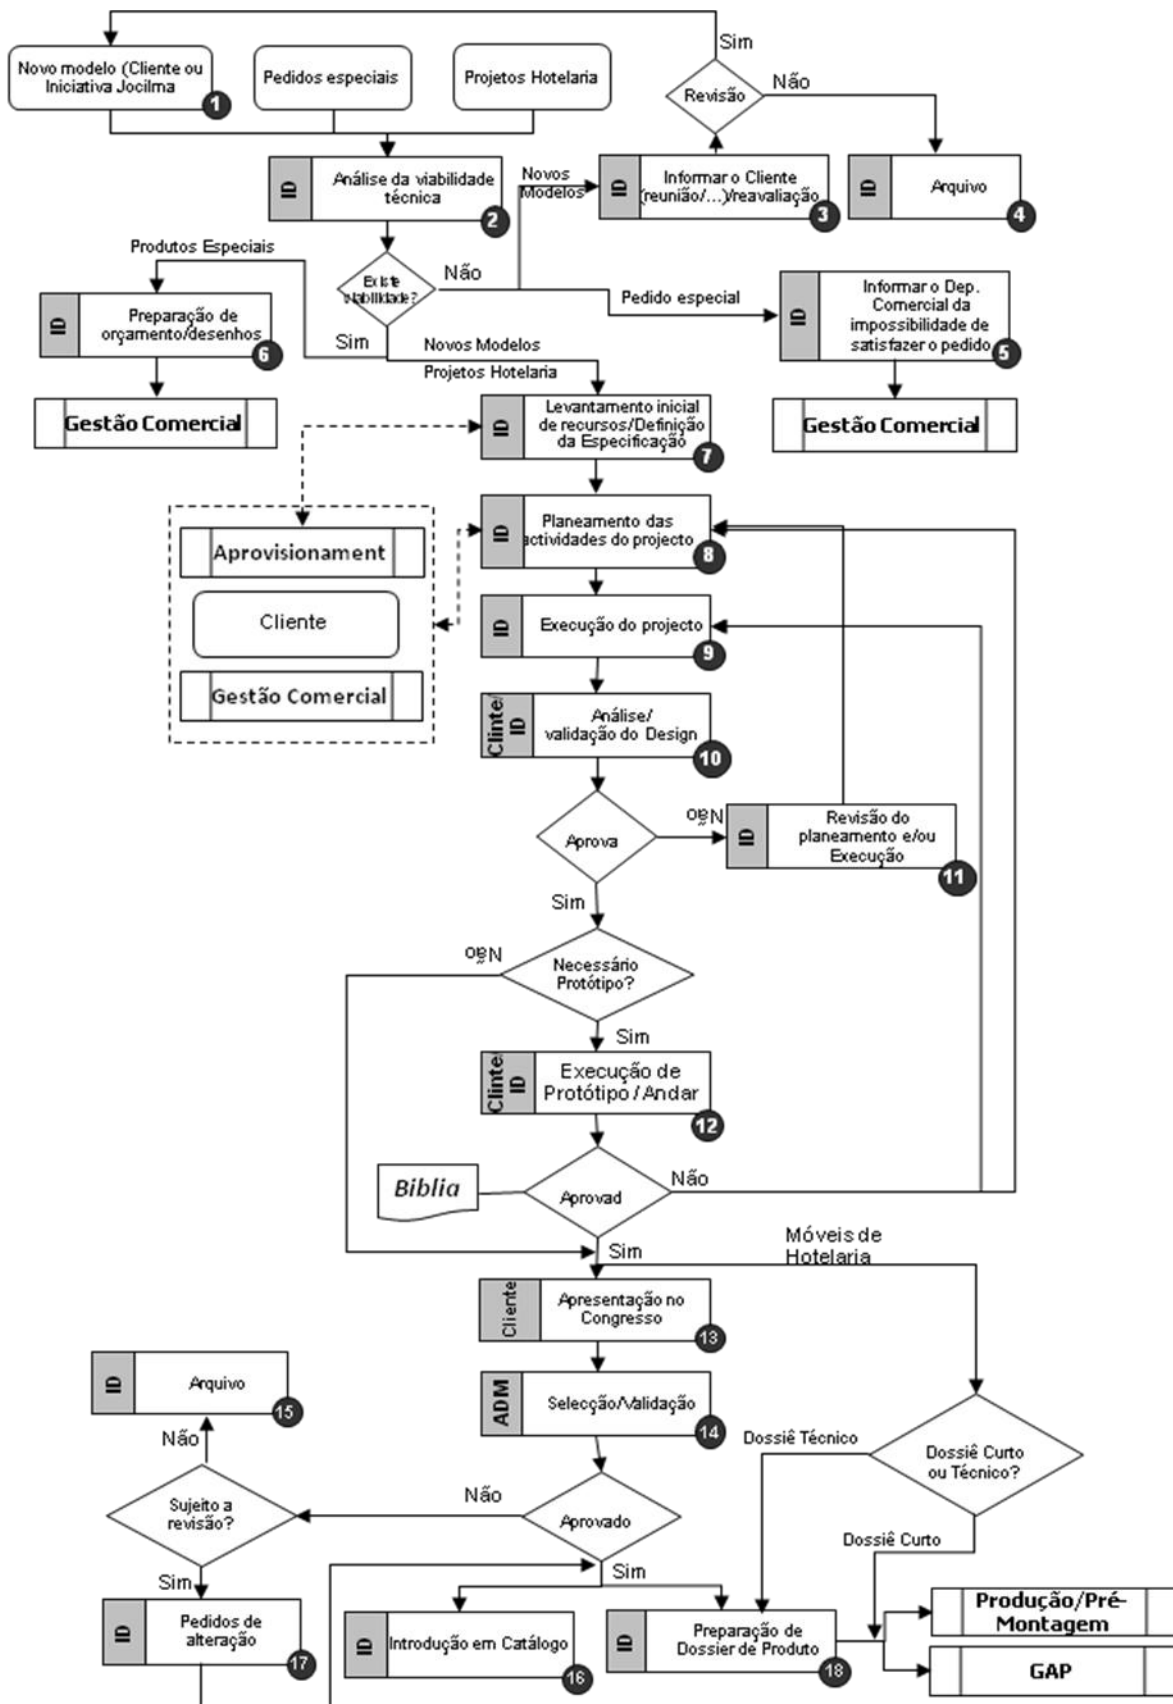 Sim
Novo modelo (Cliente ou
Iniciativa Jocilma
1
Pedidos especiais
Projetos Hotelaria
Revisão
Não
ID
Análise da viabilidade
técnica
2
Novos
Modelos
ID
Informar o Cliente
(reunião/...)/reavaliação
3
ID
Arquivo
4
Produtos Especiais
Existe
viabilidade?
Não
Pedido especial
ID
Informar o Dep.
Comercial da
impossibilidade de
satisfazer o pedido
5
ID
Preparação de
orçamento/desenhos
6
Sim
Novos Modelos
Projetos Hotelaria
Gestão Comercial
Gestão Comercial
ID
Levantamento inicial
de recursos/Definição
da Especificação
7
ID
Planeamento das
actividades do projecto
8
Aprovisionament
Cliente
Gestão Comercial
ID
Execução do projecto
9
Clinte/
ID
Análise/
validação do Design
10
Aprova
Não
ID
Revisão do
planeamento e/ou
Execução
11
Sim
Não
Necessário
Protótipo?
Sim
Clinte/
ID
Execução de
Protótipo / Andar
12
Biblia
Aprovad
Não
Sim
Móveis de
Hotelaria
Cliente
Apresentação no
Congresso
13
ID
Arquivo
15
ADM
Selecção/Validação
14
Não
Dossiê Técnico
Dossiê Curto
ou Técnico?
Sujeito a
revisão?
Não
Aprovado
Dossiê Curto
Sim
Sim
ID
Pedidos de
alteração
17
ID
Introdução em Catálogo
16
ID
Preparação de
Dossier de Produto
18
Produção/Pré-
Montagem
GAP